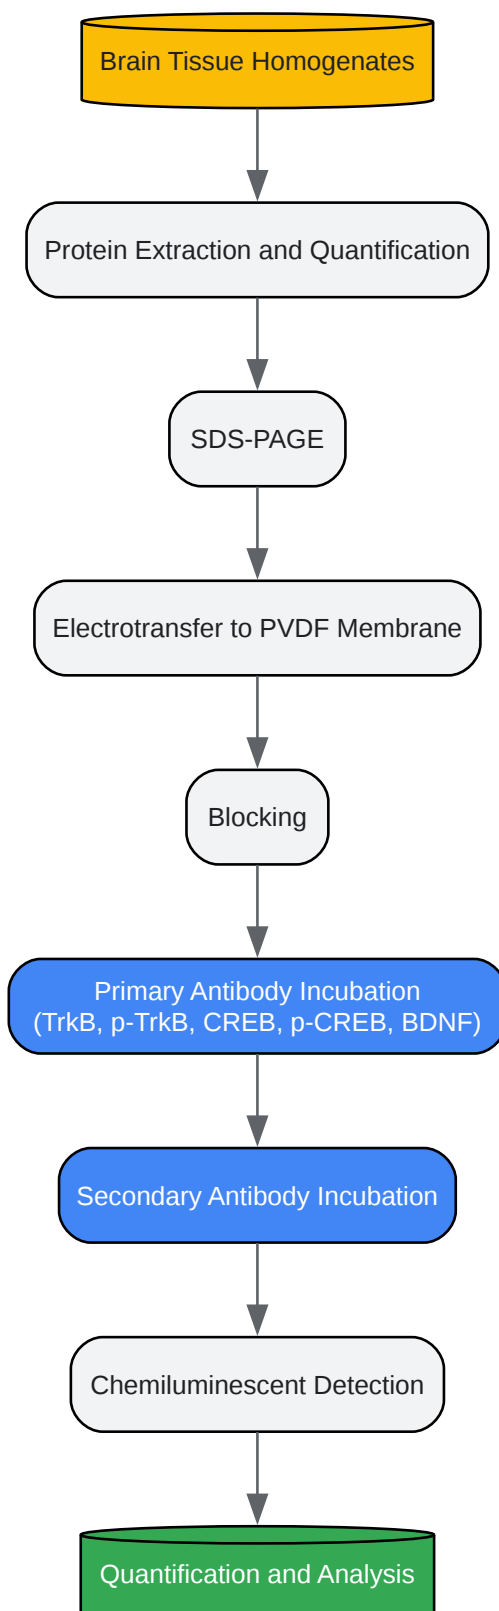 Brain Tissue Homogenates
Protein Extraction and Quantification
SDS-PAGE
Electrotransfer to PVDF Membrane
Blocking
Primary Antibody Incubation
(TrkB, p-TrkB, CREB, p-CREB, BDNF)
Secondary Antibody Incubation
Chemiluminescent Detection
Quantification and Analysis